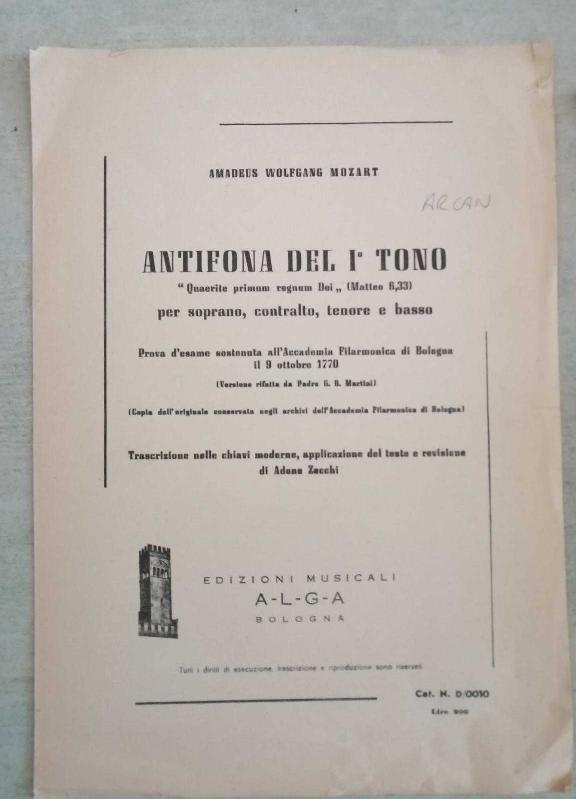 AMADEUS WOLFGANG MOZART
ARCAN
ANTIFONA DEL I° TONO
“ Quaerite primum regnum Dei „ (Matteo 6,33)
per soprano, contralto, tenore e basso
Prova d'esame sostenuta all'Accademia Filarmonica di Bologna
il 9 ottobre 1770
(Versione rifatta da Padre G. B. Martini)
(Copia dell'originale conservata negli archivi dell'Accademia Filarmonica di Bologna)
Trascrizione nelle chiavi moderne, applicazione del testo e revisione
di Adone Zecchi
EDIZIONI MUSICALI
A-L-G-A
BOLOGNA
Tutti i diritti di esecuzione, trascrizione e riproduzione sono riservati
Cat. N. D/0010
Lire